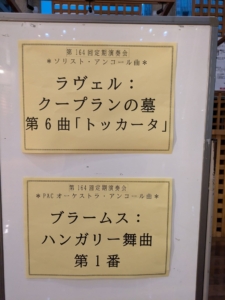 第164回定期演奏会
＊ソリスト・アンコール曲＊
ラヴェル：
クープランの墓
第6曲「トッカータ」
第164回定期演奏会
＊PACオーケストラ・アンコール曲＊
ブラームス：
ハンガリー舞曲
第1番